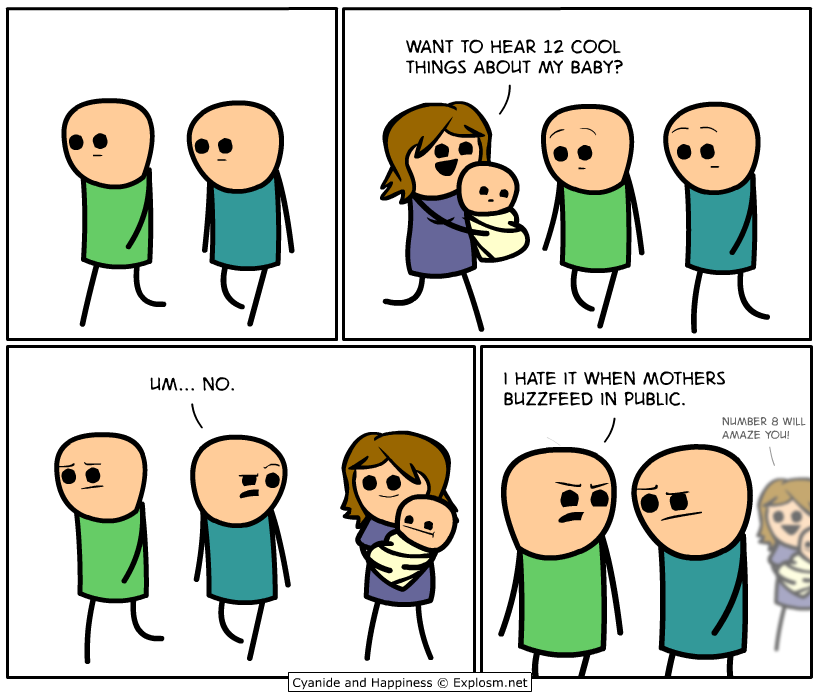 WANT TO HEAR 12 COOL
THINGS ABOUT MY BABY?
UM... NO.
I HATE IT WHEN MOTHERS
BUZZFEED IN PUBLIC.
NUMBER 8 WILL
AMAZE YOU!
Cyanide and Happiness © Explosm.net